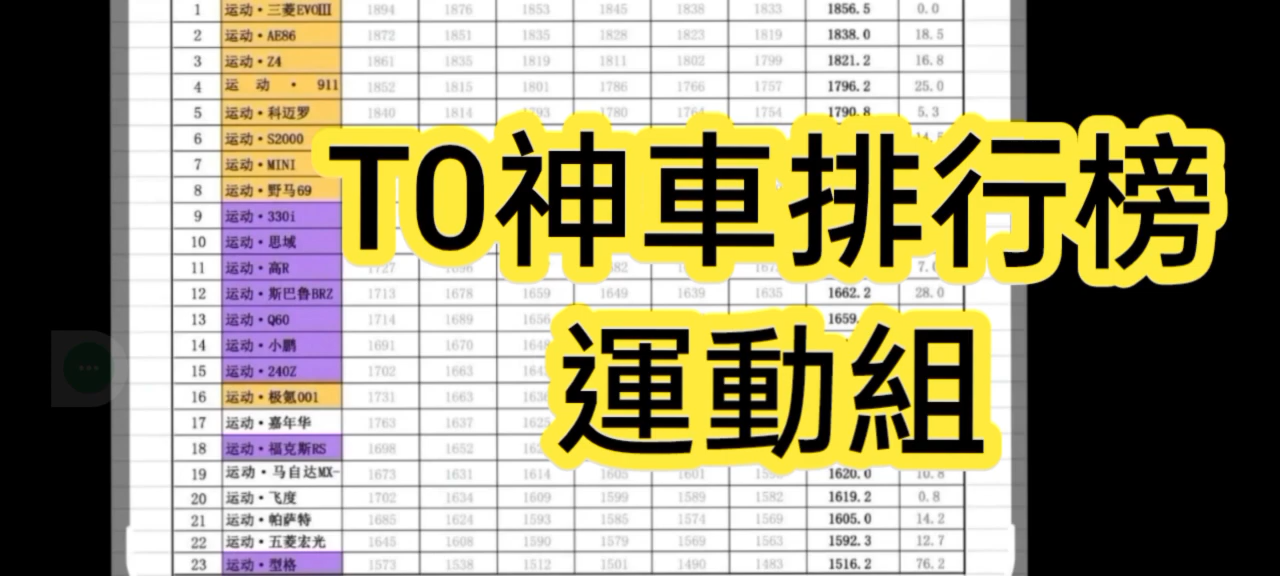 1 运动·三菱EVOⅢ 1894 1876 1853 1845 1838 1833 1856.5 0.0
2 运动·AE86 1872 1851 1835 1828 1823 1819 1838.0 18.5
3 运动·Z4 1861 1835 1819 1811 1802 1799 1821.2 16.8
4 运动·911 1852 1815 1801 1786 1766 1757 1796.2 25.0
5 运动·科迈罗 1840 1814 1793 1780 1764 1754 1790.8 5.3
6 运动·S2000
7 运动·MINI
8 运动·野马69
T0神車排行榜
9 运动·330i
10 运动·思域
11 运动·高R
12 运动·斯巴鲁BRZ 1713 1678 1659 1649 1639 1635 1662.2 28.0
13 运动·Q60 1714 1689 1656
14 运动·小鹏 1691 1670
15 运动·240Z 1702 1663
運動組
16 运动·极氪001 1731 1663
17 运动·嘉年华 1763 1637
18 运动·福克斯RS 1698 1652
19 运动·马自达MX- 1673 1631 1614 1605 1601 1620.0 10.8
20 运动·飞度 1702 1634 1609 1599 1589 1582 1619.2 0.8
21 运动·帕萨特 1685 1624 1593 1585 1574 1569 1605.0 14.2
22 运动·五菱宏光 1645 1608 1590 1579 1569 1563 1592.3 12.7
23 运动·型格 1573 1538 1512 1501 1490 1483 1516.2 76.2